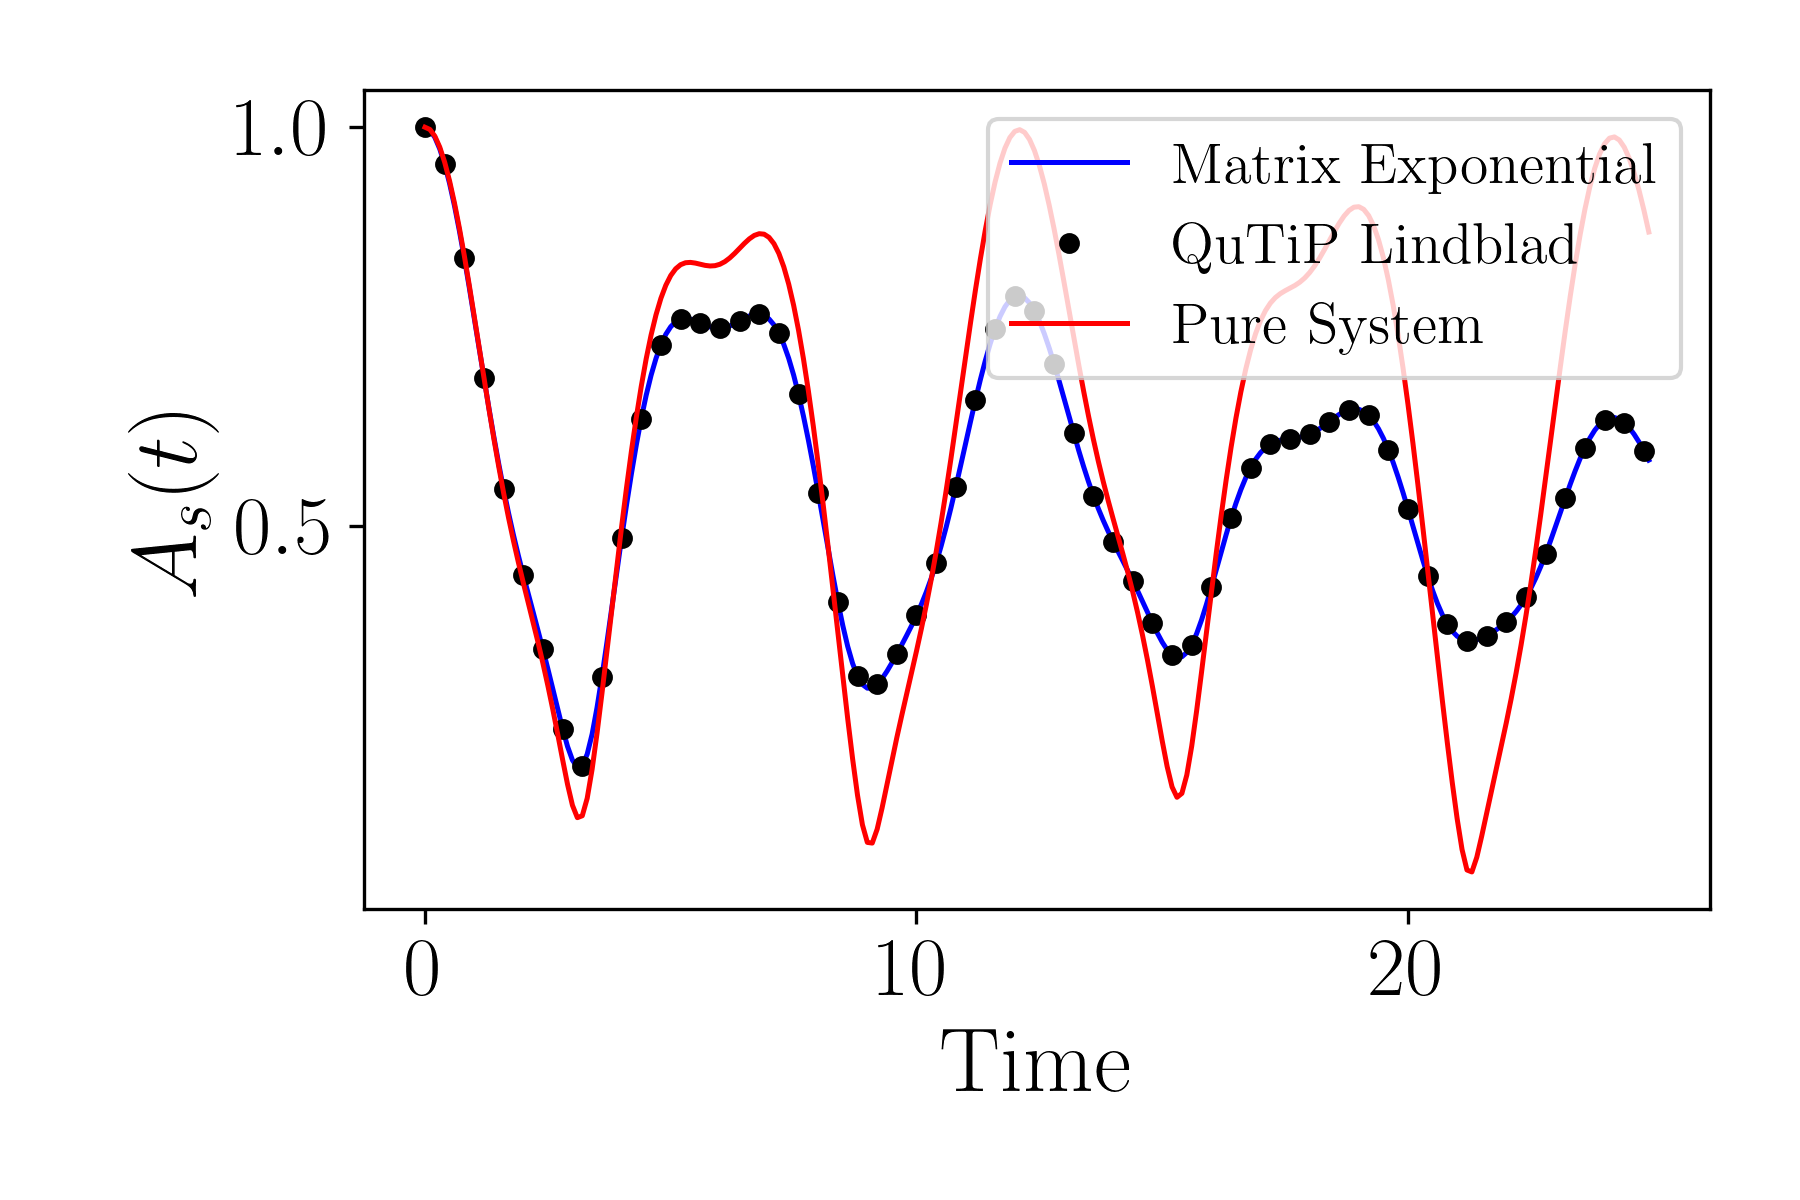 1.0
0.5
A_s(t)
Matrix Exponential
QuTiP Lindblad
Pure System
0 10 20
Time